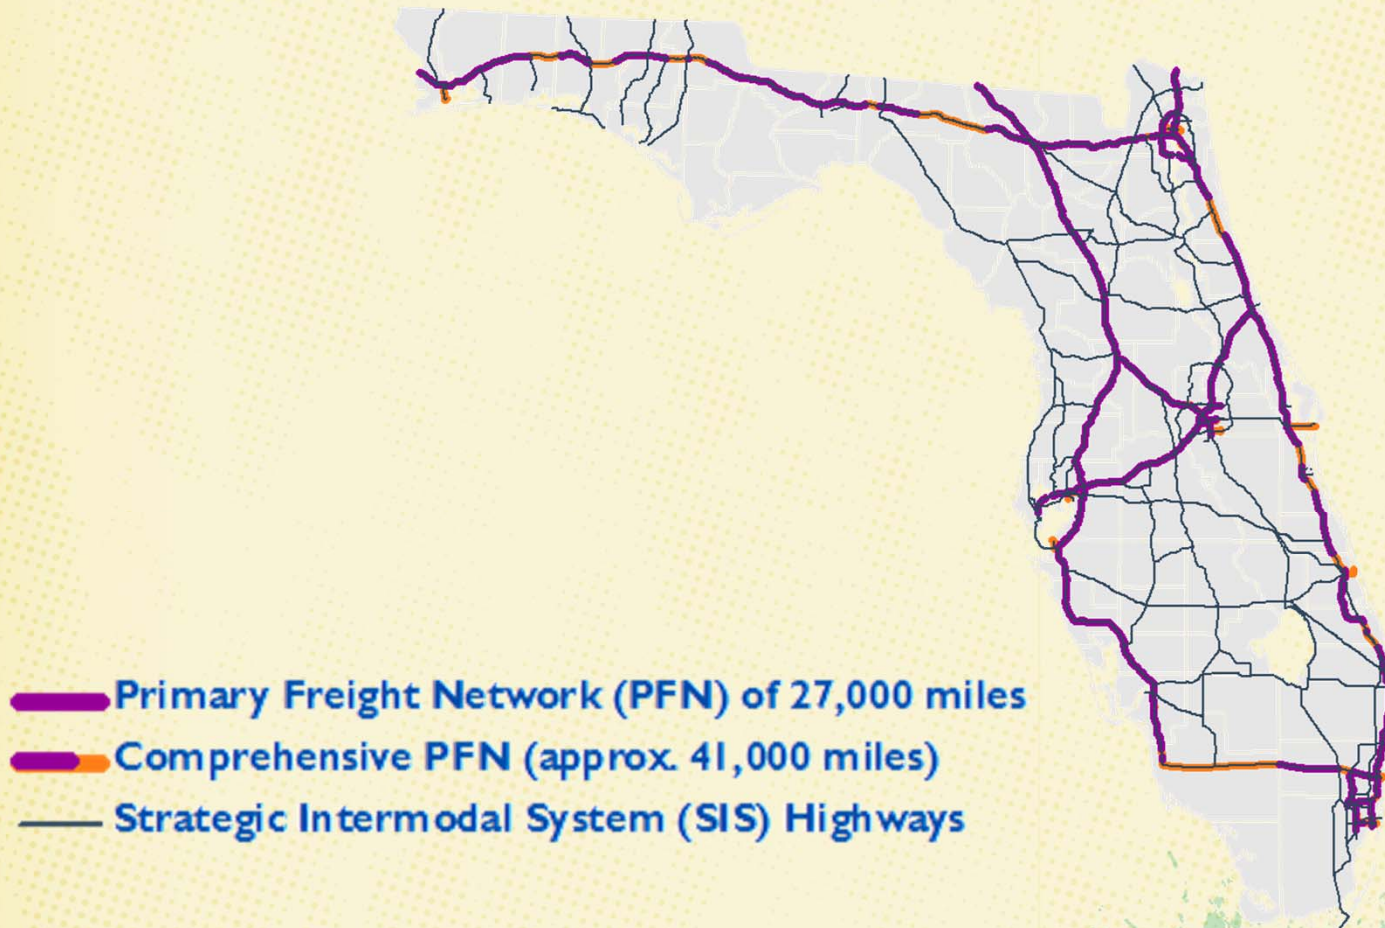 Primary Freight Network (PFN) of 27,000 miles
Comprehensive PFN (approx. 41,000 miles)
Strategic Intermodal System (SIS) Highways